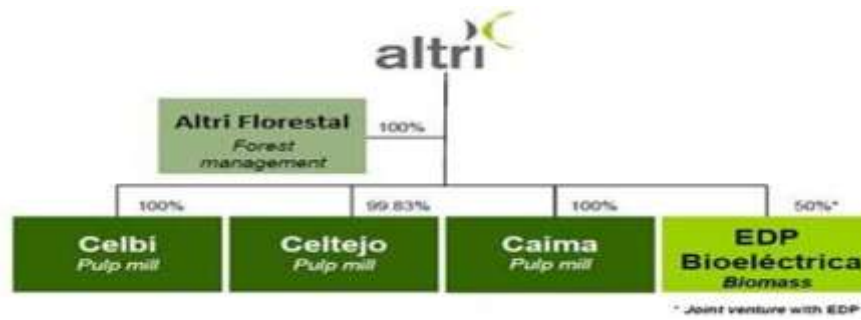 altri
Altri Florestal
Forest
management
100%
100%
99.83%
100%
50%*
Celbi
Pulp mill
Celtejo
Pulp mill
Caima
Pulp mill
EDP
Bioeléctrica
Biomass
* Joint venture with EDP